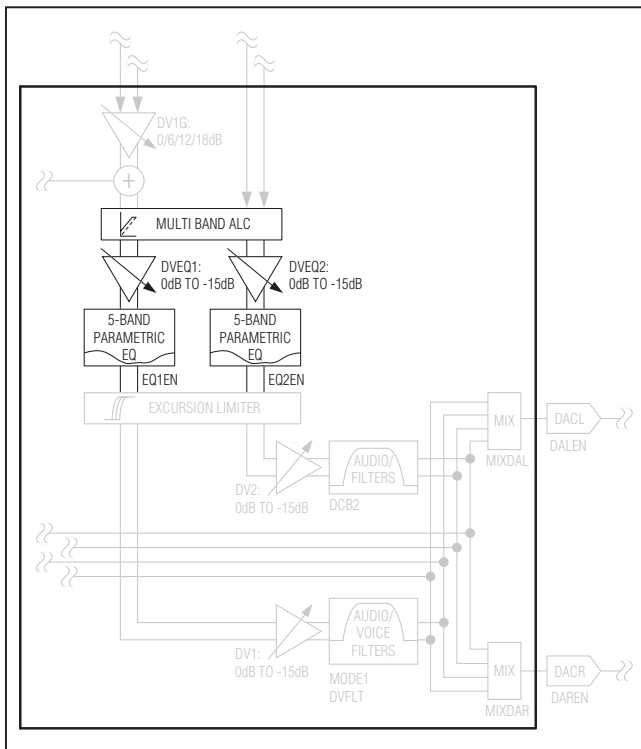 DV1G:
0/6/12/18dB
+
MULTI BAND ALC
DVEQ1:
0dB TO -15dB
DVEQ2:
0dB TO -15dB
5-BAND
PARAMETRIC
EQ
5-BAND
PARAMETRIC
EQ
EQ1EN
EQ2EN
EXCURSION LIMITER
MIX
DACL
MIXDAL
DALEN
AUDIO/
FILTERS
DV2:
0dB TO -15dB
DCB2
AUDIO/
VOICE
FILTERS
DV1:
0dB TO -15dB
MODE1
DVFLT
MIX
DACR
MIXDAR
DAREN